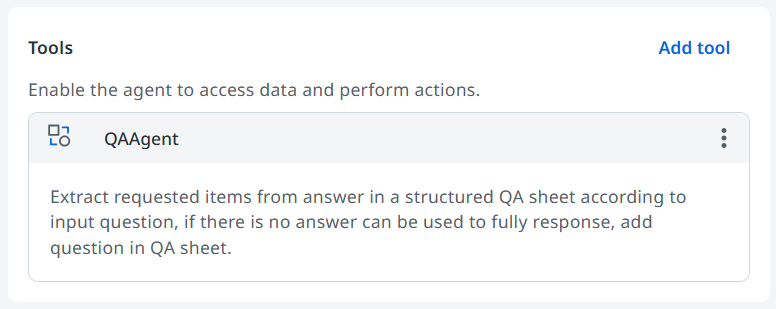 Tools
Add tool
Enable the agent to access data and perform actions.
QAAgent
Extract requested items from answer in a structured QA sheet according to
input question, if there is no answer can be used to fully response, add
question in QA sheet.